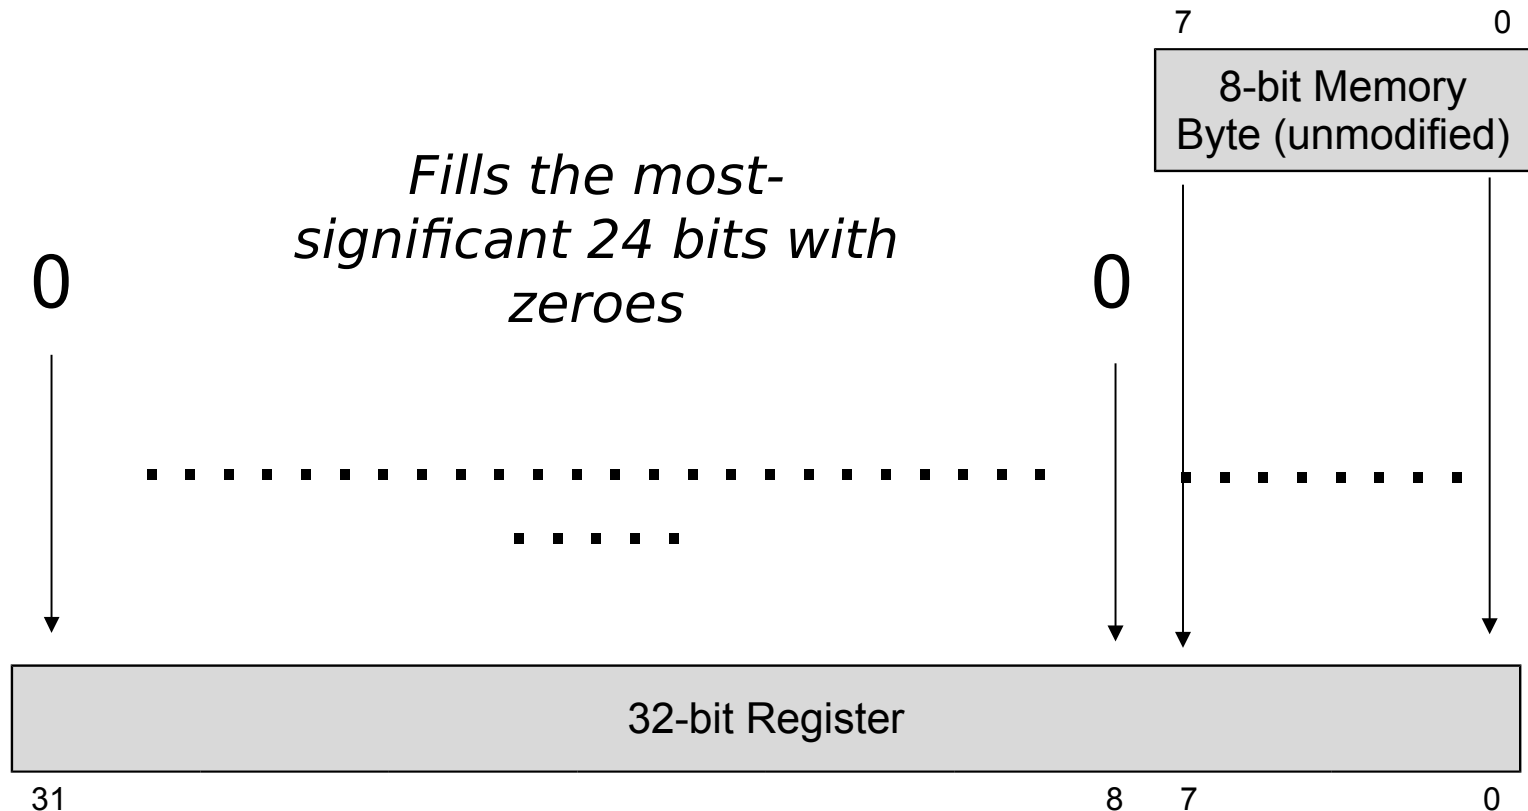 7 0
8-bit Memory
Byte (unmodified)
Fills the most-
significant 24 bits with
zeroes
0 0
32-bit Register
31 8 7 0